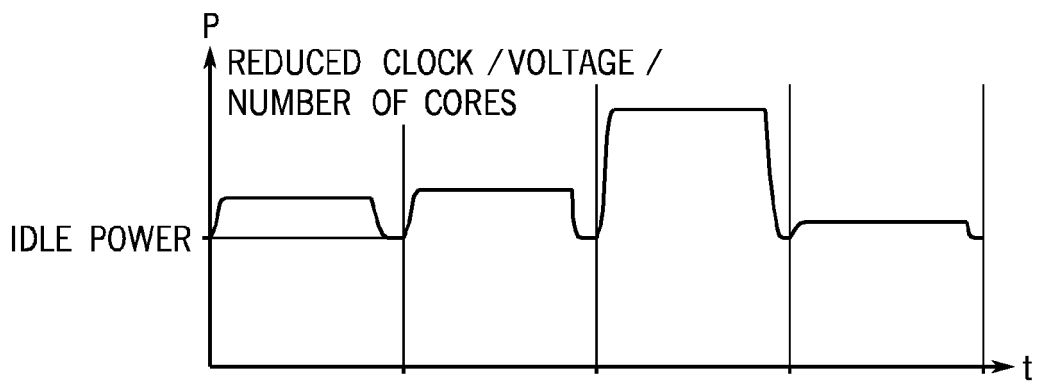 P
REDUCED CLOCK / VOLTAGE /
NUMBER OF CORES
IDLE POWER
t